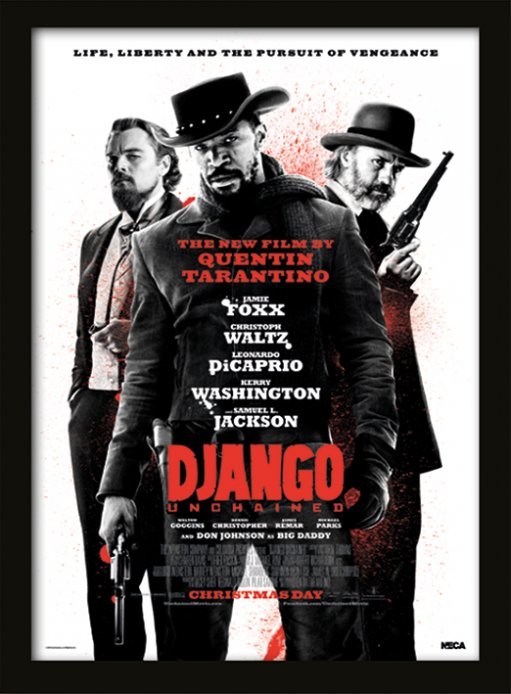 LIFE, LIBERTY AND THE PURSUIT OF VENGEANCE
THE NEW FILM BY
QUENTIN
TARANTINO
JAMIE
FOXX
CHRISTOPH
WALTZ
LEONARDO
DiCAPRIO
KERRY
WASHINGTON
AND SAMUEL L.
JACKSON
DJANGO
UNCHAINED
WALTON DENNIS JAMES MICHAEL
GOGGINS CHRISTOPHER REMAR PARKS
AND DON JOHNSON AS BIG DADDY
CHRISTMAS DAY
NECA